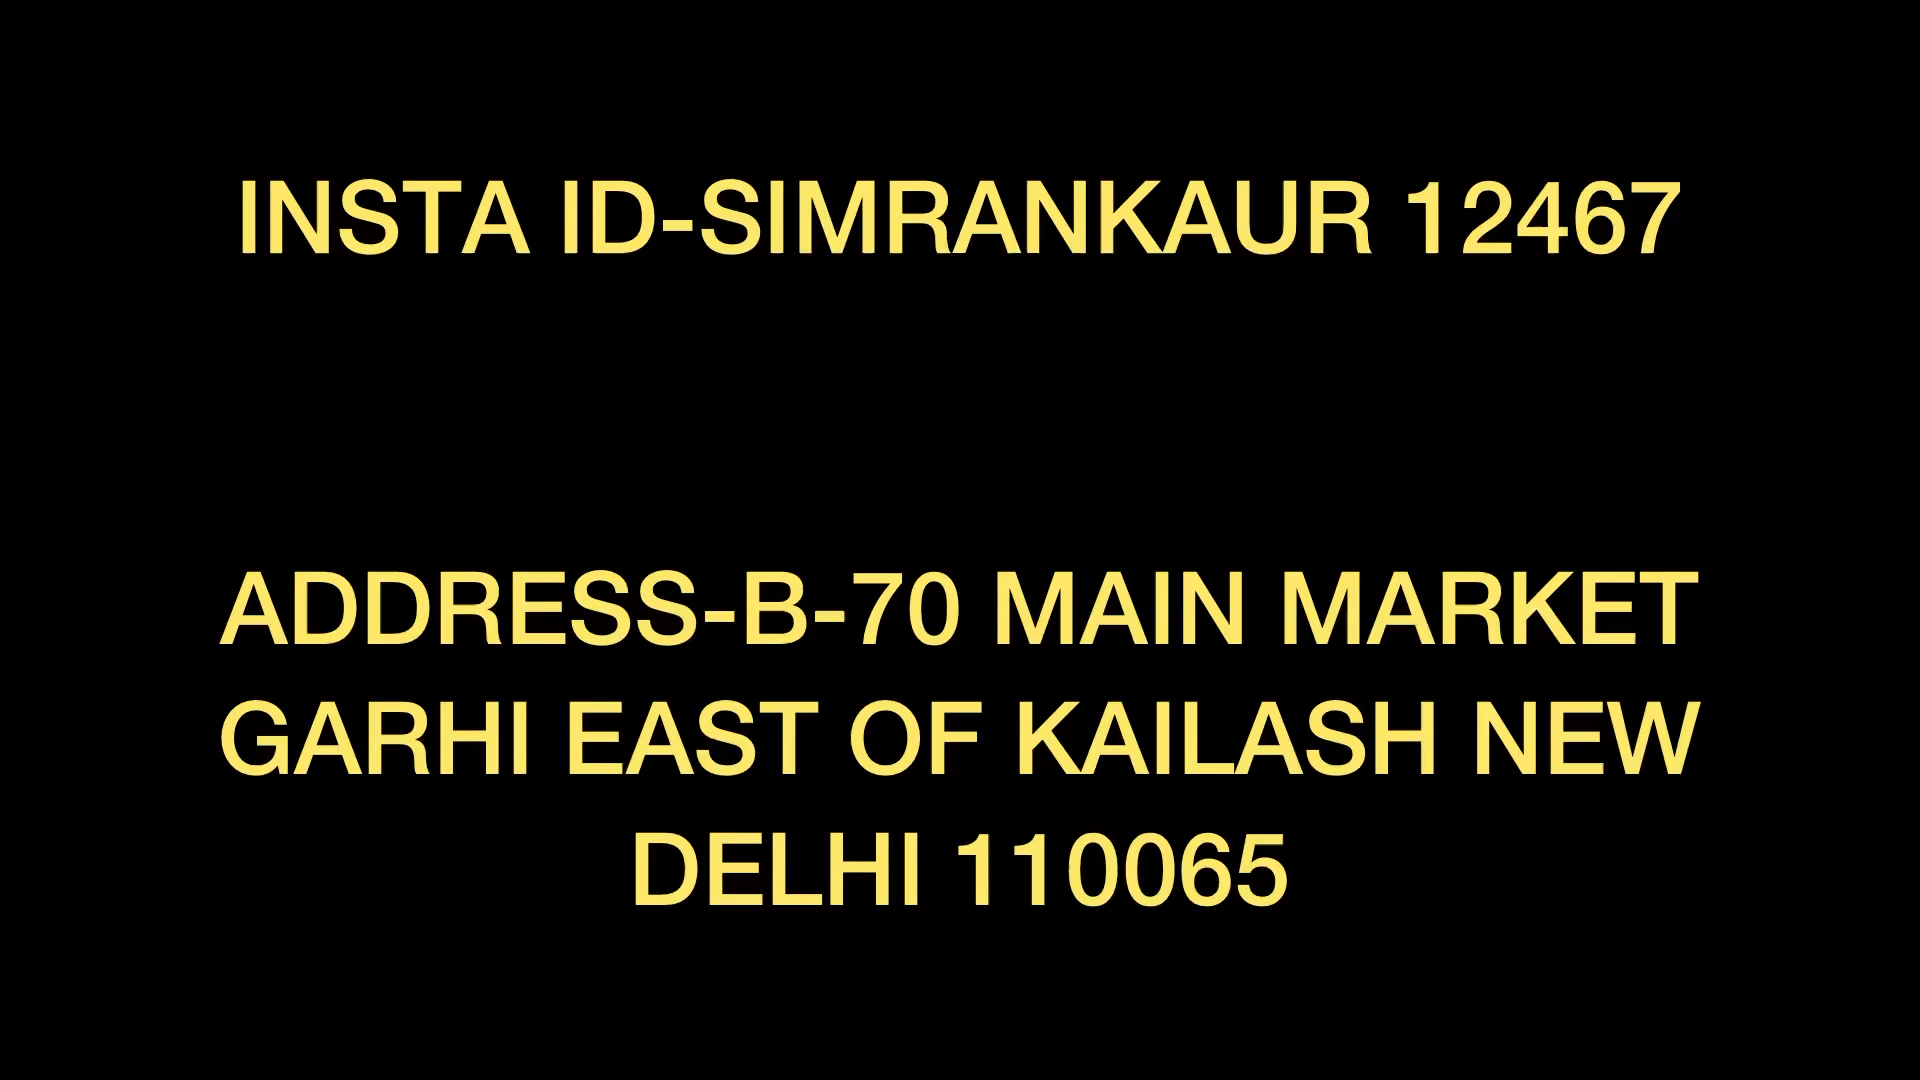 INSTA ID-SIMRANKAUR 12467
ADDRESS-B-70 MAIN MARKET
GARHI EAST OF KAILASH NEW
DELHI 110065